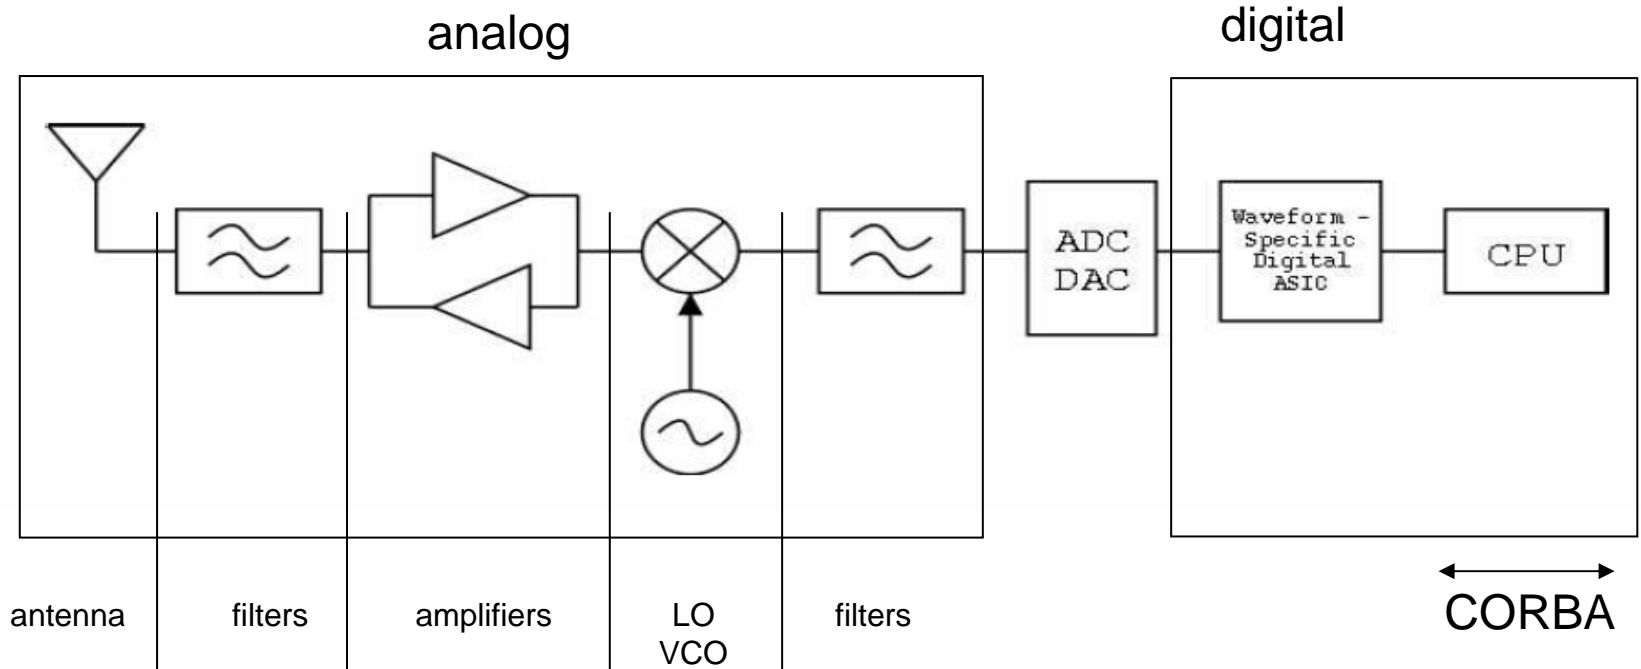 analog
digital
ADC
DAC
Waveform -
Specific
Digital
ASIC
CPU
antenna
filters
amplifiers
LO
VCO
filters
CORBA